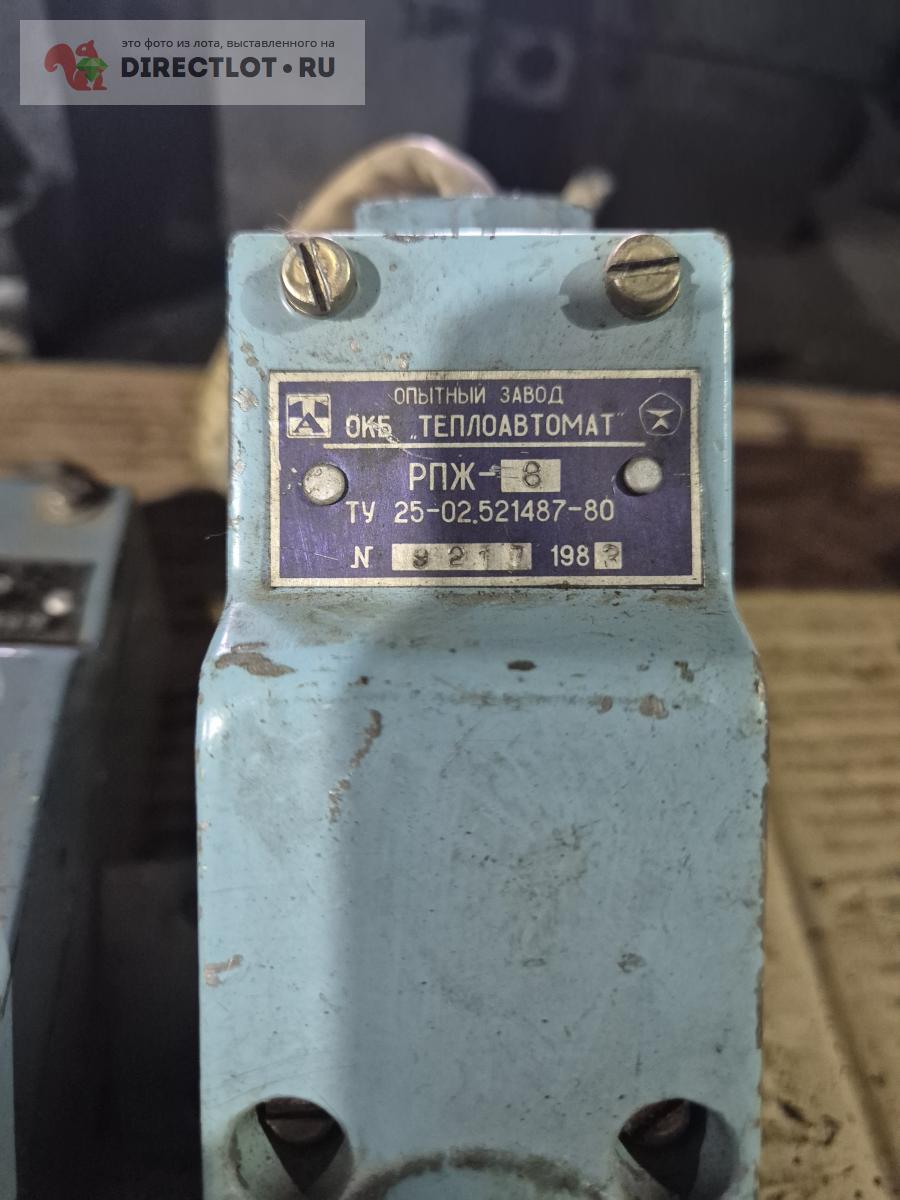 это фото из лота, выставленного на
DIRECTLOT•RU
ОПЫТНЫЙ ЗАВОД
ОКБ „ТЕПЛОАВТОМАТ"
РПЖ-8
ТУ 25-02.521487-80
N 9217 198